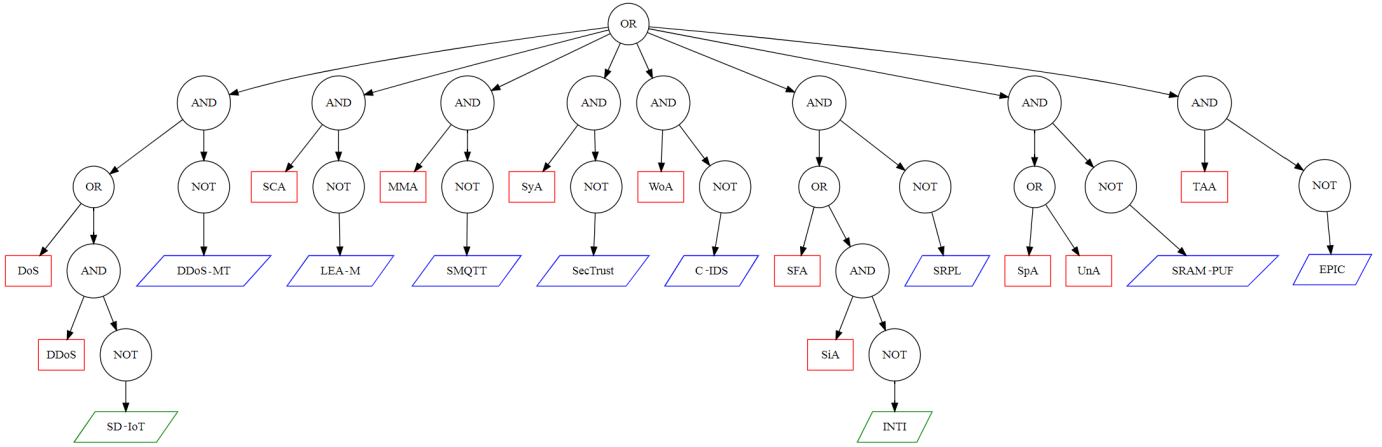 OR
AND
AND
AND
AND
AND
AND
AND
AND
OR
NOT
SCA
NOT
MMA
NOT
SyA
NOT
WoA
NOT
OR
NOT
OR
NOT
TAA
NOT
DoS
AND
DDoS-MT
LEA-M
SMQTT
SecTrust
C-IDS
SFA
AND
SRPL
SpA
UnA
SRAM-PUF
EPIC
DDoS
NOT
SiA
NOT
SD-IoT
INTI